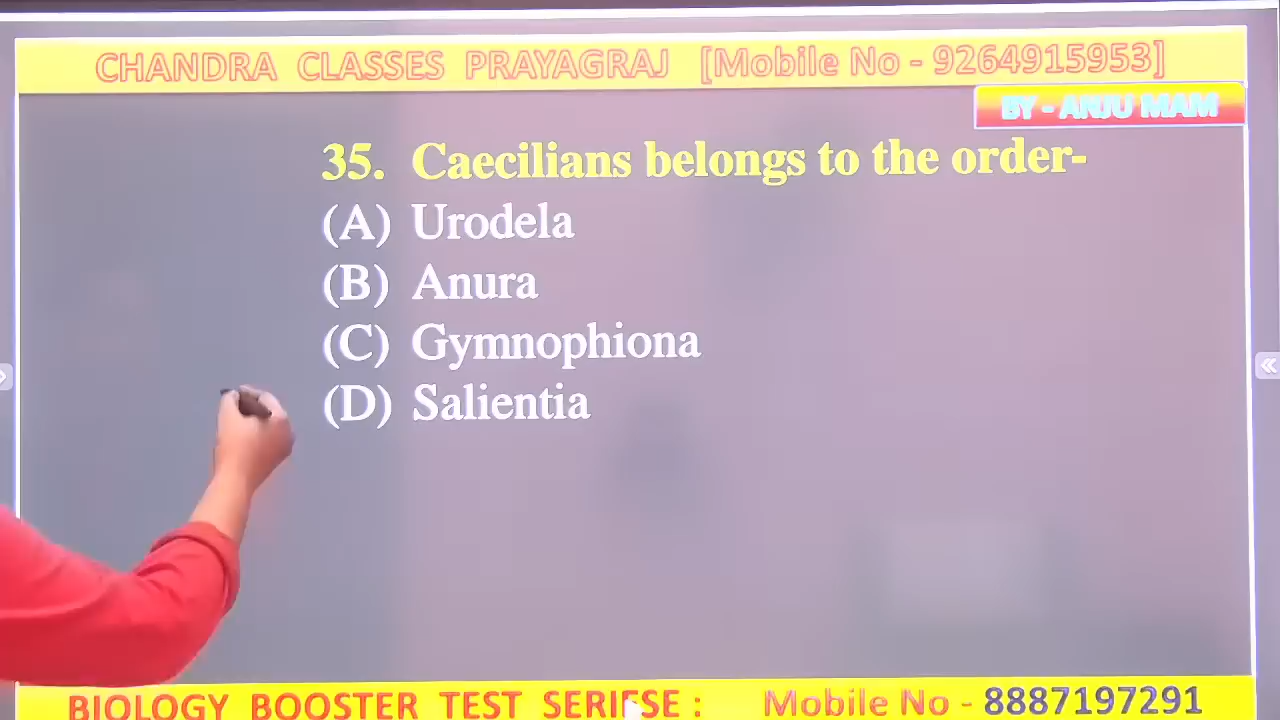 CHANDRA CLASSES PRAYAGRAJ [Mobile No - 9264915953]
BY - ANJU MAM
35. Caecilians belongs to the order-
(A) Urodela
(B) Anura
(C) Gymnophiona
(D) Salientia
BIOLOGY BOOSTER TEST SERIESE : Mobile No - 8887197291